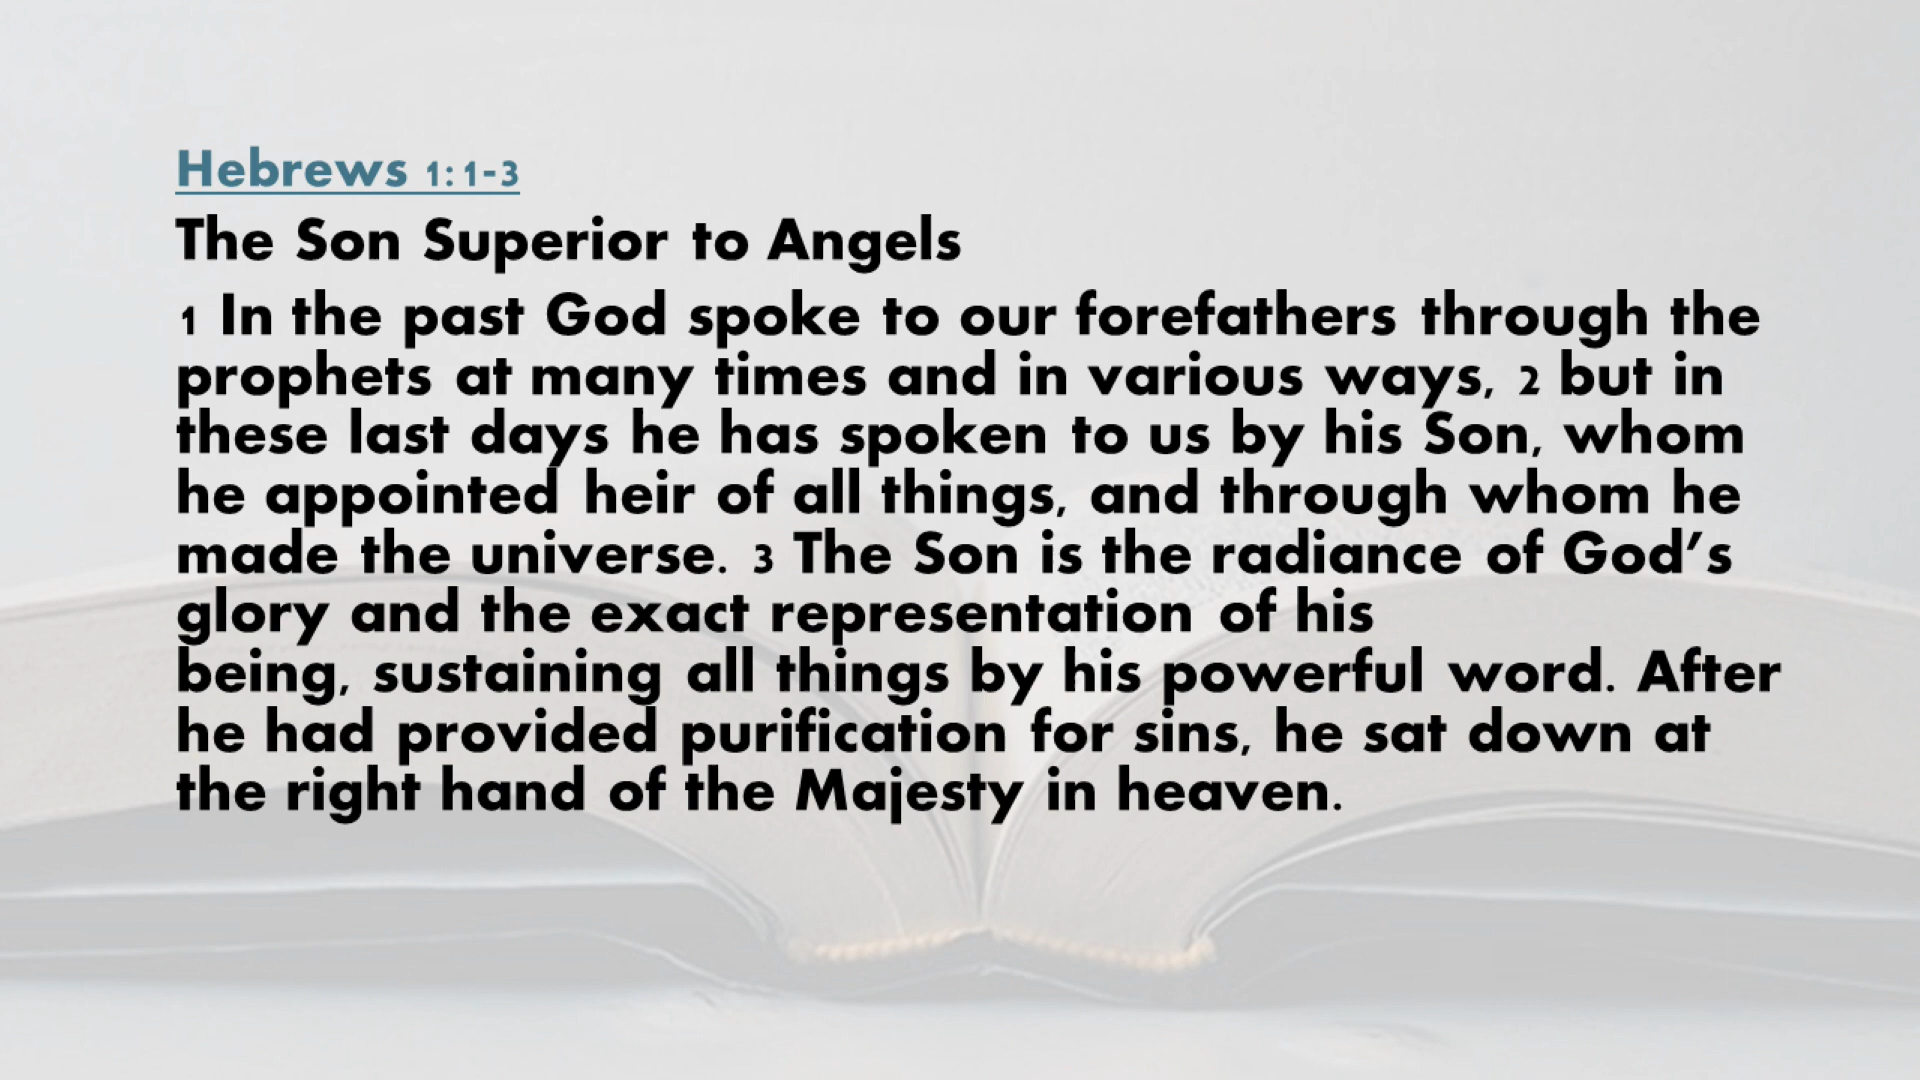 Hebrews 1:1-3
The Son Superior to Angels
1 In the past God spoke to our forefathers through the
prophets at many times and in various ways, 2 but in
these last days he has spoken to us by his Son, whom
he appointed heir of all things, and through whom he
made the universe. 3 The Son is the radiance of God’s
glory and the exact representation of his
being, sustaining all things by his powerful word. After
he had provided purification for sins, he sat down at
the right hand of the Majesty in heaven.